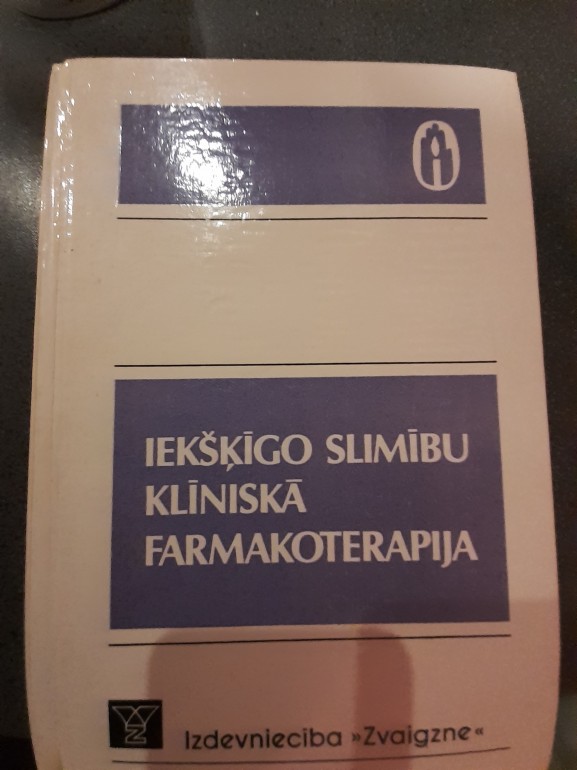 IEKŠĶĪGO SLIMĪBU
KLĪNISKĀ
FARMAKOTERAPIJA
Izdevniecība »Zvaigzne«